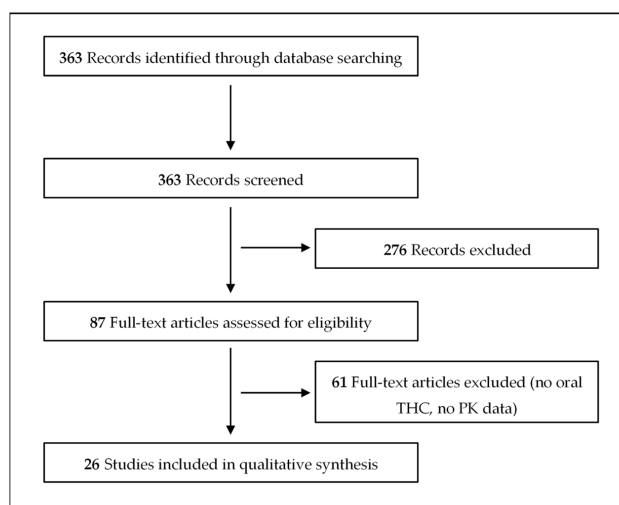 363 Records identified through database searching
363 Records screened
276 Records excluded
87 Full-text articles assessed for eligibility
61 Full-text articles excluded (no oral
THC, no PK data)
26 Studies included in qualitative synthesis